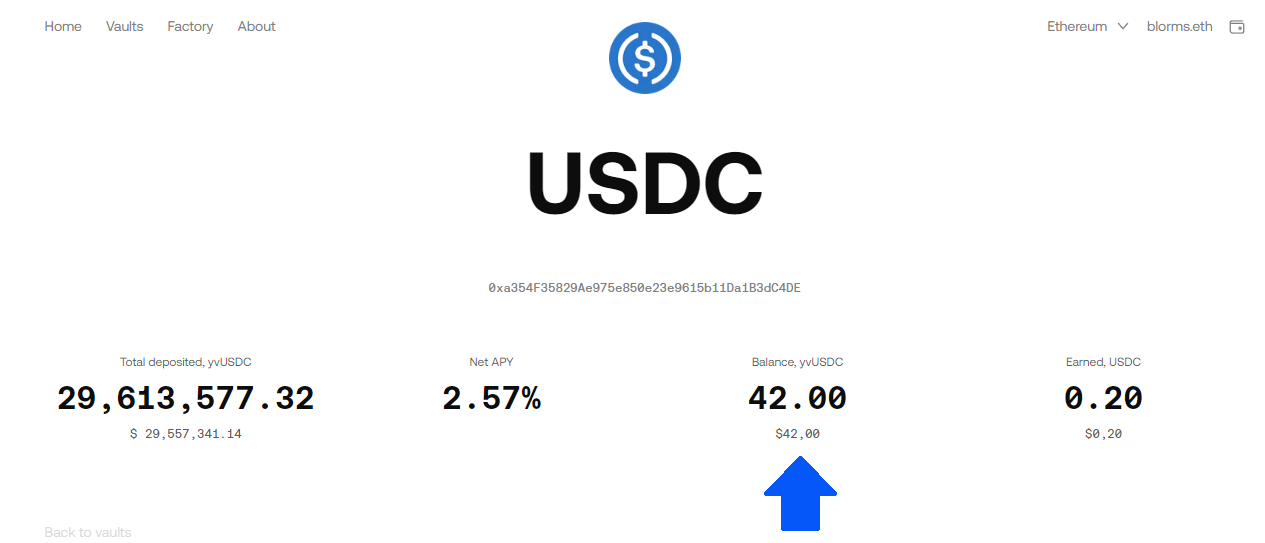 Home Vaults Factory About Ethereum blorms.eth
USDC
0xa354F35829Ae975e850e23e9615b11Da1B3dC4DE
Total deposited, yvUSDC Net APY Balance, yvUSDC Earned, USDC
29,613,577.32 2.57% 42.00 0.20
$ 29,557,341.14 $42,00 $0,20
Back to vaults